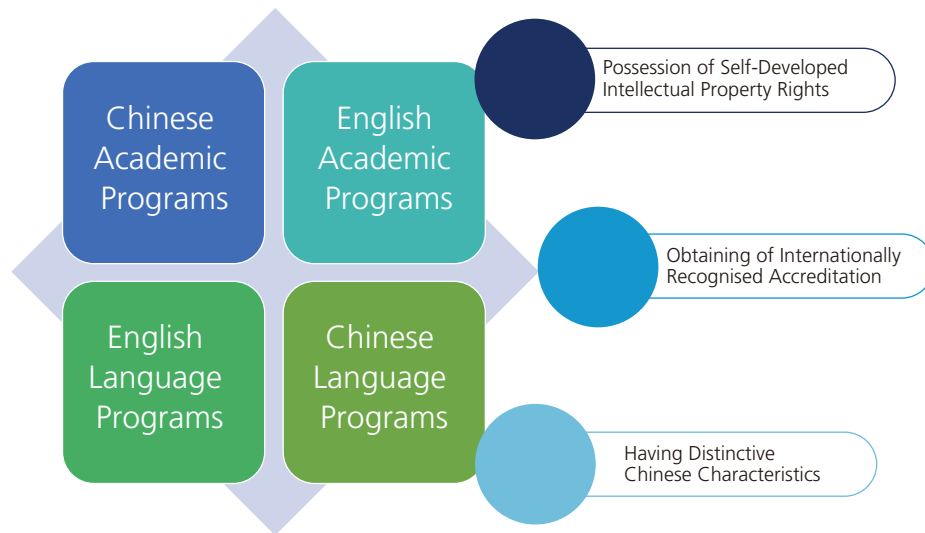 Chinese
Academic
Programs
English
Academic
Programs
English
Language
Programs
Chinese
Language
Programs
Possession of Self-Developed
Intellectual Property Rights
Obtaining of Internationally
Recognised Accreditation
Having Distinctive
Chinese Characteristics